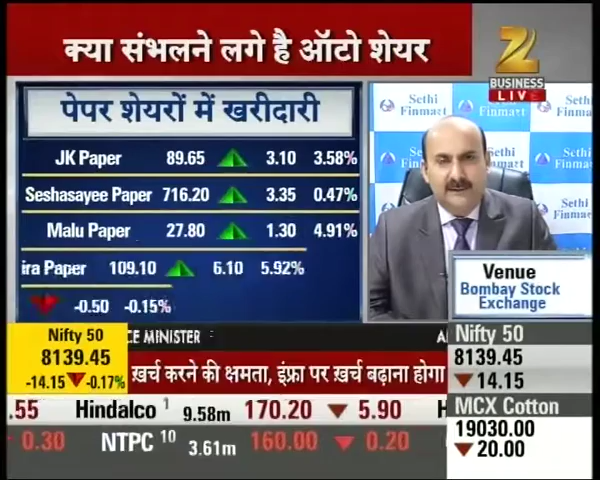 क्या संभलने लगे है ऑटो शेयर
Z
BUSINESS
LIVE
पेपर शेयरों में खरीदारी
JK Paper 89.65 3.10 3.58%
Seshasayee Paper 716.20 3.35 0.47%
Malu Paper 27.80 1.30 4.91%
ira Paper 109.10 6.10 5.92%
-0.50 -0.15%
Sethi
Finmart
Sethi
Finmart
Sethi
Finma
Venue
Bombay Stock
Exchange
Nifty 50
8139.45
-14.15 -0.17%
CE MINISTER
ख़र्च करने की क्षमता, इंफ्रा पर ख़र्च बढ़ाना होगा
Nifty 50
8139.45
14.15
MCX Cotton
19030.00
20.00
.55 Hindalco 1 9.58m 170.20 5.90 H
0.30 NTPC 10 3.61m 160.00 0.20